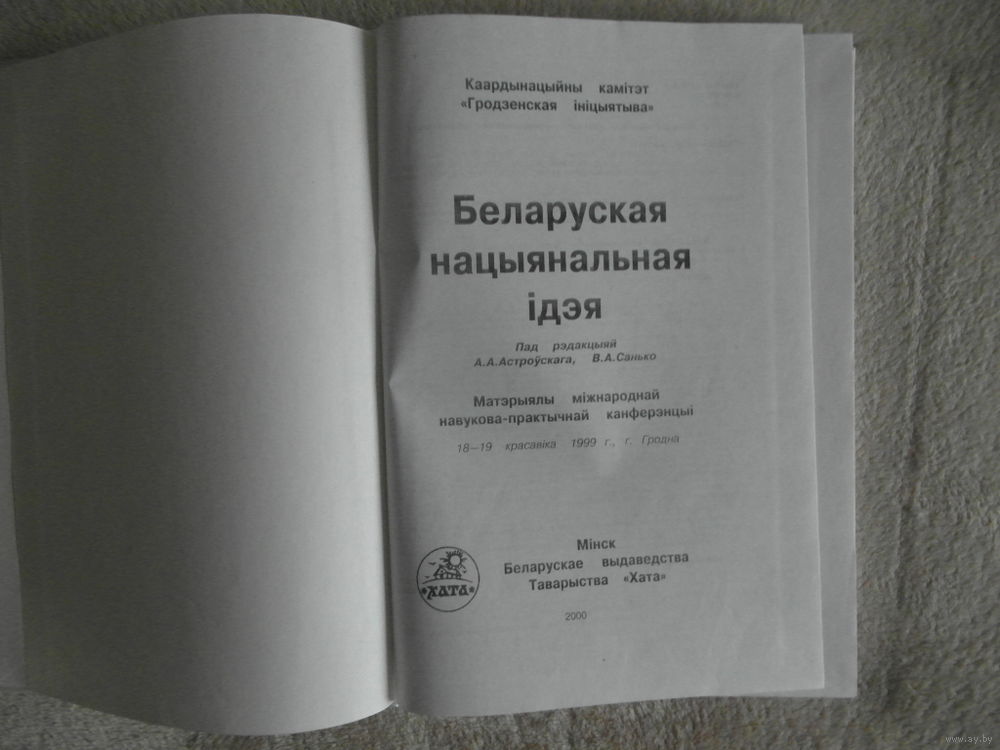 Каардынацыйны камітэт
«Гродзенская ініцыятыва»
Беларуская
нацыянальная
ідэя
Пад рэдакцыяй
А.А.Астроўскага, В.А.Санько
Матэрыялы міжнароднай
навукова-практычнай канферэнцыі
18–19 красавіка 1999 г., г. Гродна
Мінск
Беларускае выдаведства
Таварыства «Хата»
ХАТА
2000
www.ay.by